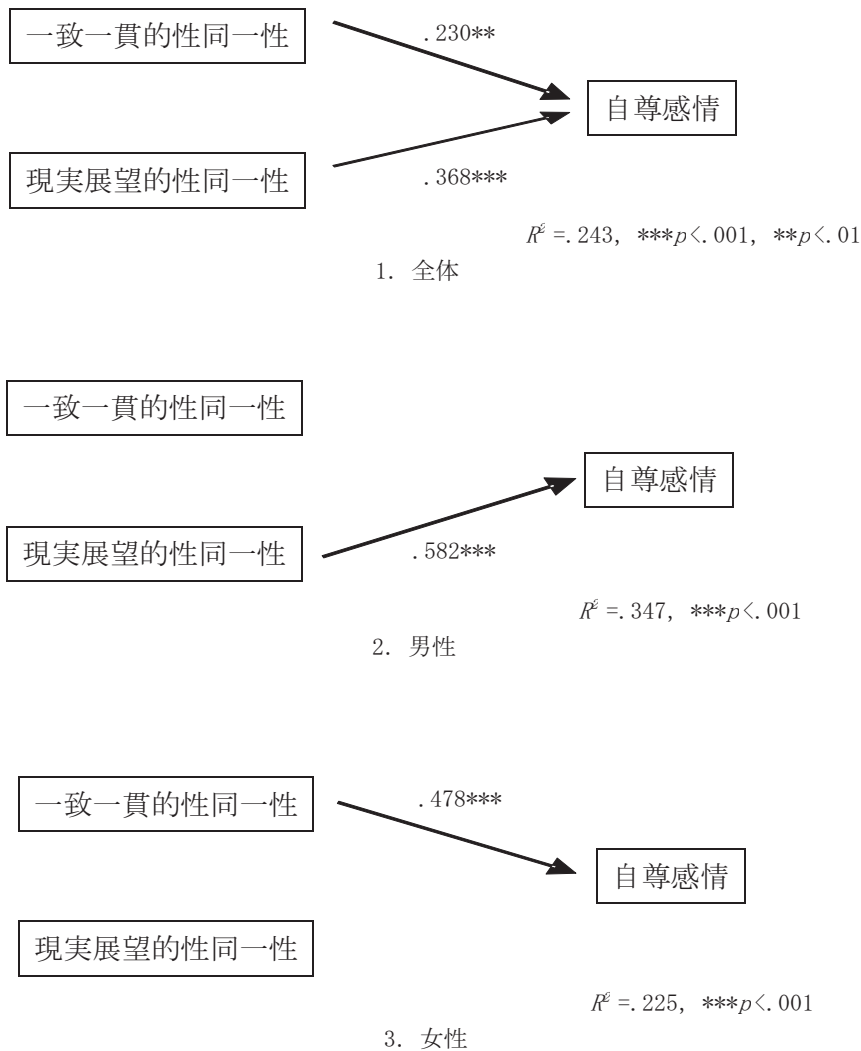 一致一貫的性同一性
.230**
自尊感情
現実展望的性同一性
.368***
R² =.243, ***p<.001, **p<.01
1. 全体
一致一貫的性同一性
自尊感情
現実展望的性同一性
.582***
R² =.347, ***p<.001
2. 男性
一致一貫的性同一性
.478***
自尊感情
現実展望的性同一性
R² =.225, ***p<.001
3. 女性